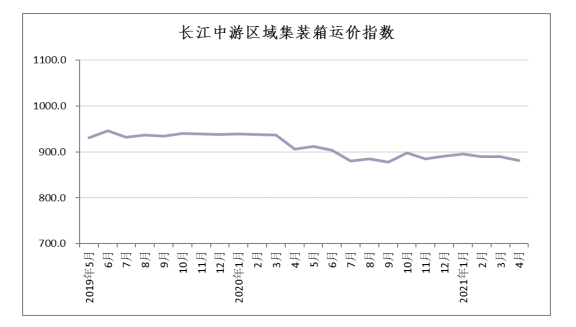 长江中游区域集装箱运价指数
1100.0
1000.0
900.0
800.0
700.0
2019年5月
6月
7月
8月
9月
10月
11月
12月
2020年1月
2月
3月
4月
5月
6月
7月
8月
9月
10月
11月
12月
2021年1月
2月
3月
4月